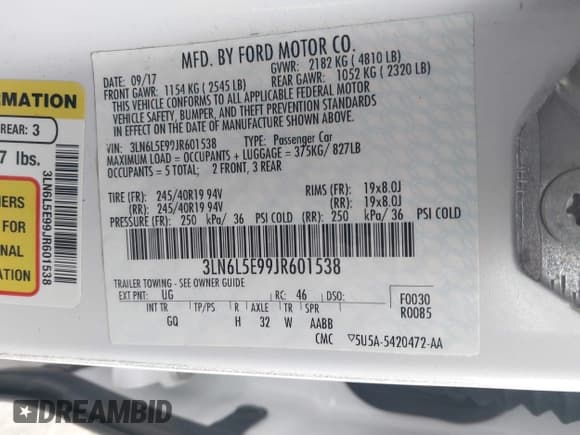 MFD. BY FORD MOTOR CO.
DATE: 09/17 GVWR: 2182 KG ( 4810 LB)
FRONT GAWR: 1154 KG ( 2545 LB) REAR GAWR: 1052 KG ( 2320 LB)
THIS VEHICLE CONFORMS TO ALL APPLICABLE FEDERAL MOTOR
VEHICLE SAFETY, BUMPER, AND THEFT PREVENTION STANDARDS
IN EFFECT ON THE DATE OF MANUFACTURE SHOWN ABOVE.
VIN: 3LN6L5E99JR601538 TYPE: Passenger Car
MAXIMUM LOAD = OCCUPANTS + LUGGAGE = 375KG/ 827LB
OCCUPANTS = 5 TOTAL; 2 FRONT, 3 REAR
TIRE (FR): 245/40R19 94V RIMS (FR): 19x8.0J
(RR): 245/40R19 94V (RR): 19x8.0J
PRESSURE (FR): 250 kPa/ 36 PSI COLD (RR): 250 kPa/ 36 PSI COLD
3LN6L5E99JR601538
TRAILER TOWING - SEE OWNER GUIDE
EXT PNT: UG RC: 46 DSO:
INT TR TP/PS R AXLE TR SPR
GQ H 32 W AABB
F0030
R0085
CMC ▽5U5A-5420472-AA
ORMATION
REAR: 3
7 lbs.
3LN6L5E99JR601538
NERS
FOR
NAL
ION
DREAMBID